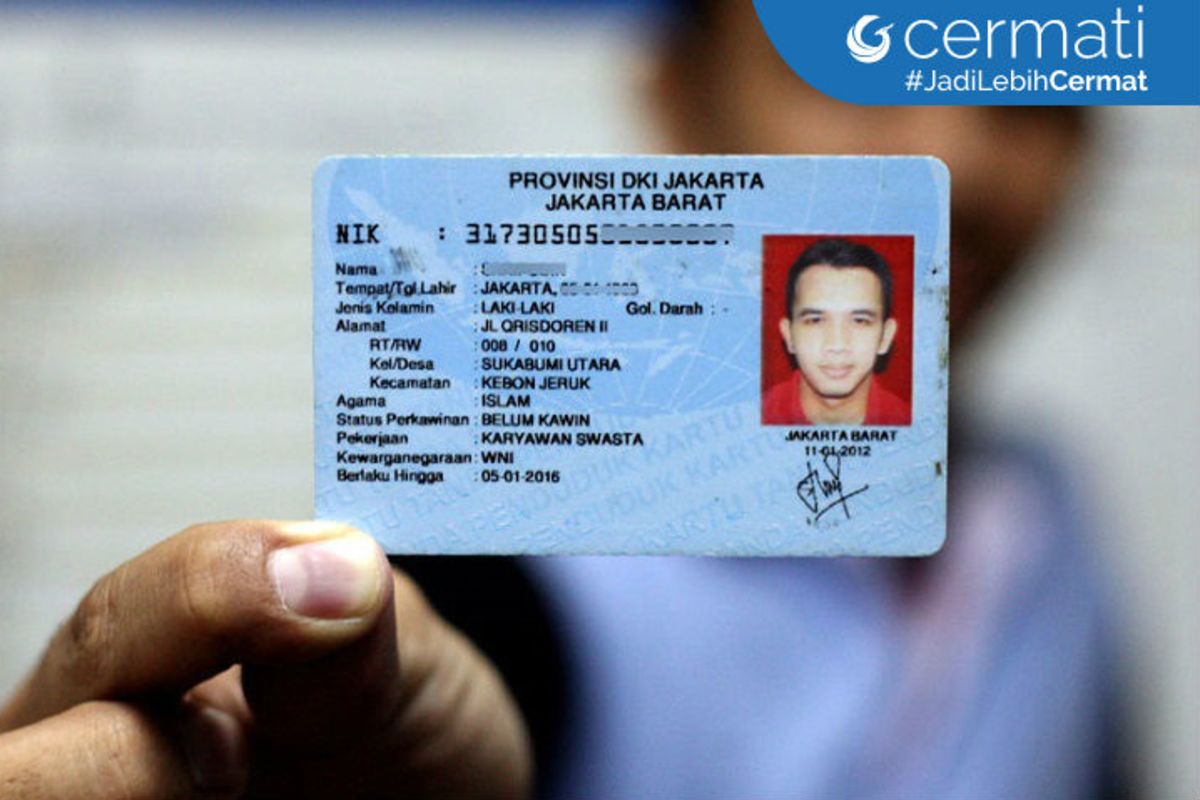 cermati
#JadiLebihCermat
PROVINSI DKI JAKARTA
JAKARTA BARAT
NIK : 31730505
Nama :
Tempat/Tgl.Lahir : JAKARTA,
Jenis Kelamin : LAKI-LAKI Gol. Darah : -
Alamat : JL QRISDOREN II
RT/RW : 008 / 010
Kel/Desa : SUKABUMI UTARA
Kecamatan : KEBON JERUK
Agama : ISLAM
Status Perkawinan : BELUM KAWIN
Pekerjaan : KARYAWAN SWASTA
Kewarganegaraan : WNI
Berlaku Hingga : 05-01-2016
JAKARTA BARAT
11-01-2012